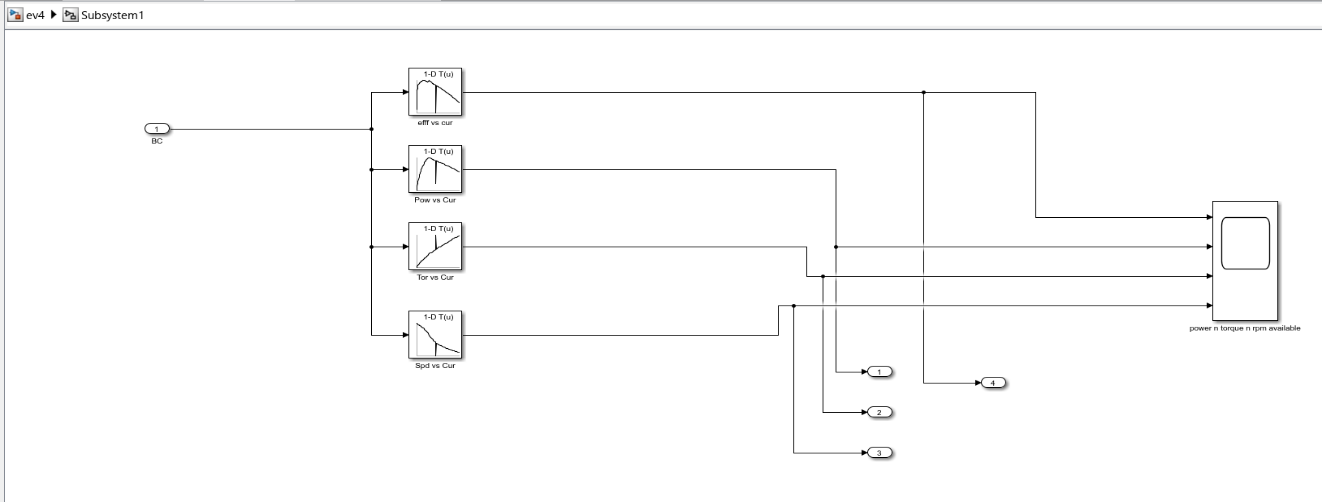 ev4 Subsystem1
1-D T(u)
eff vs cur
1
BC
1-D T(u)
Pow vs Cur
1-D T(u)
Tor vs Cur
1-D T(u)
Spd vs Cur
power n torque n rpm available
1
4
2
3